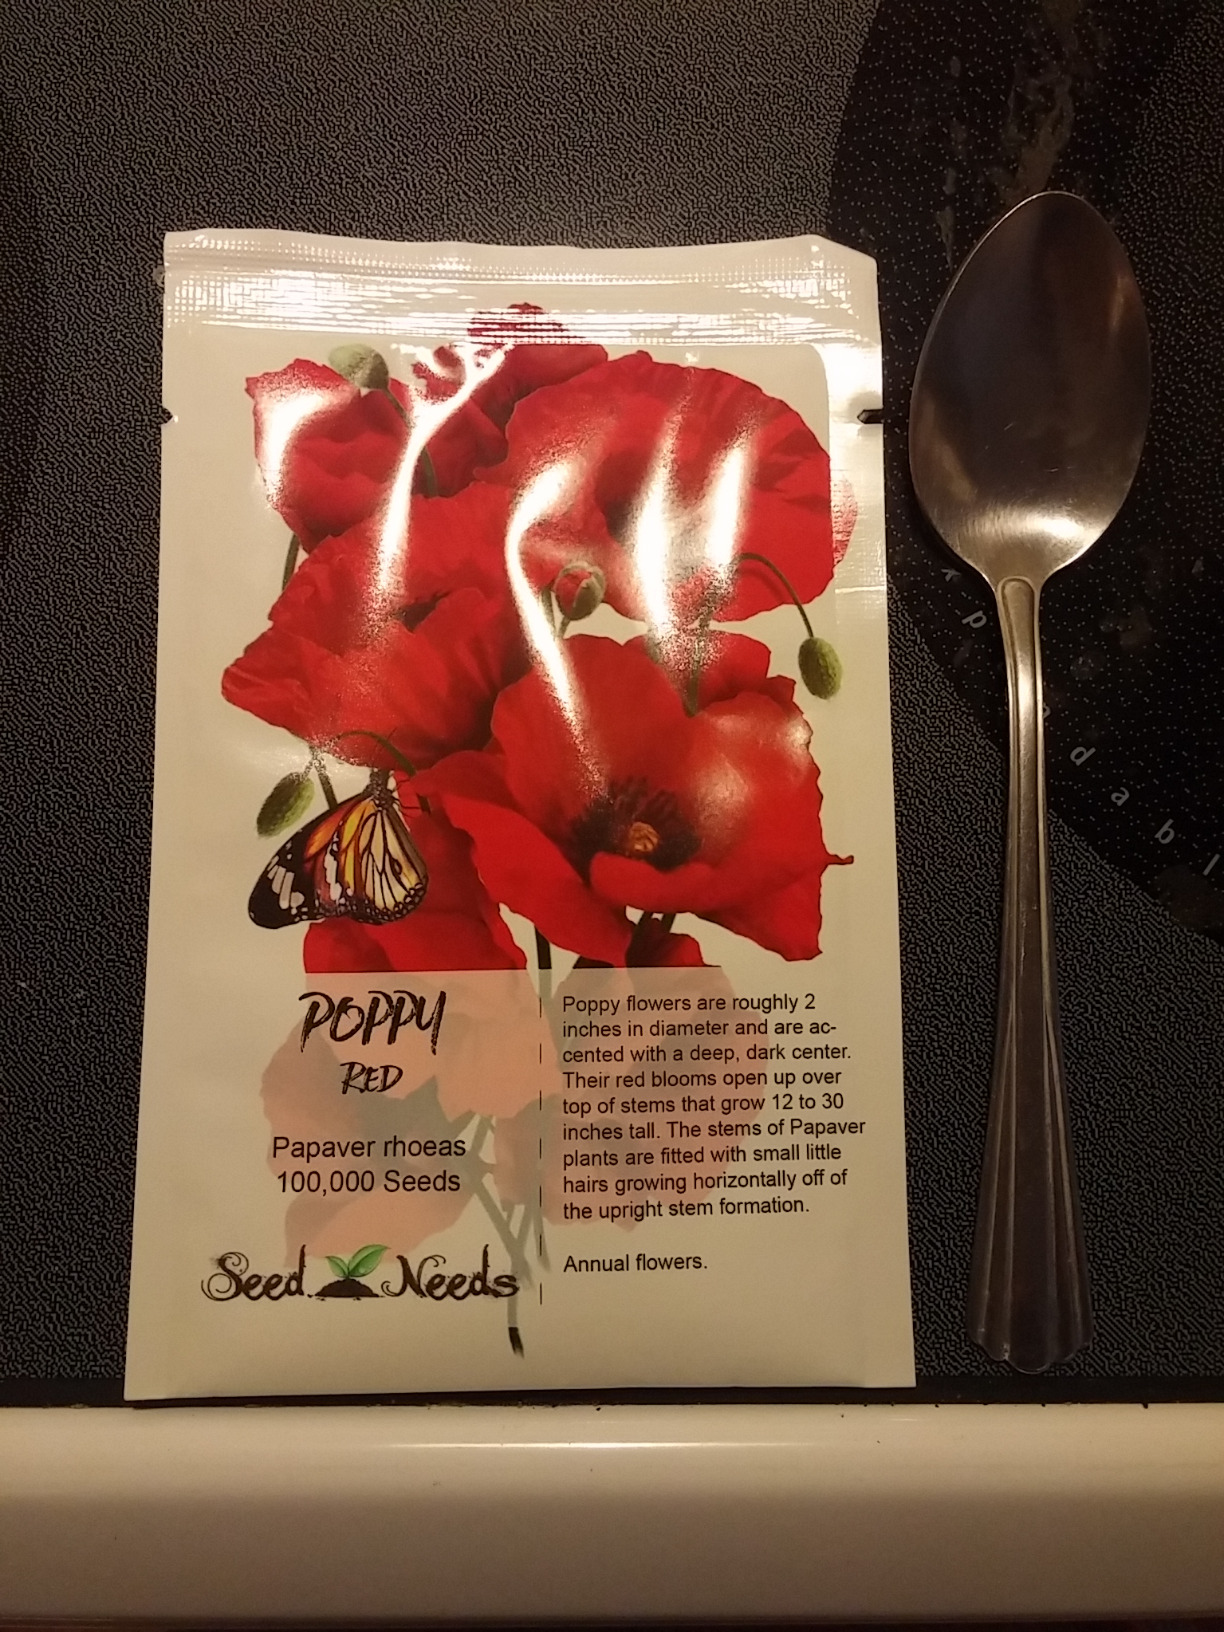 POPPY
RED
Papaver rhoeas
100,000 Seeds
Seed Needs
Poppy flowers are roughly 2
inches in diameter and are ac-
cented with a deep, dark center.
Their red blooms open up over
top of stems that grow 12 to 30
inches tall. The stems of Papaver
plants are fitted with small little
hairs growing horizontally off of
the upright stem formation.
Annual flowers.